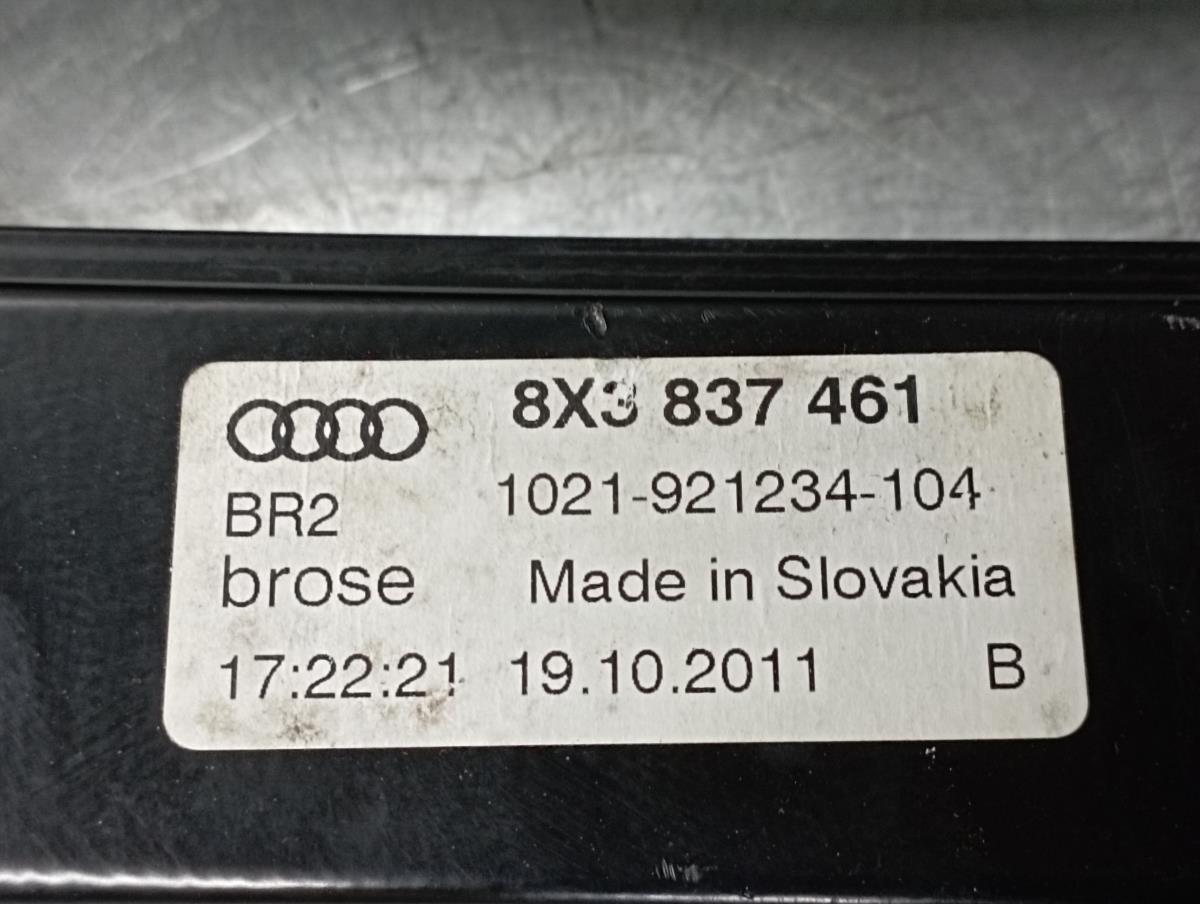 8X3 837 461
BR2 1021-921234-104
brose Made in Slovakia
17:22:21 19.10.2011 B